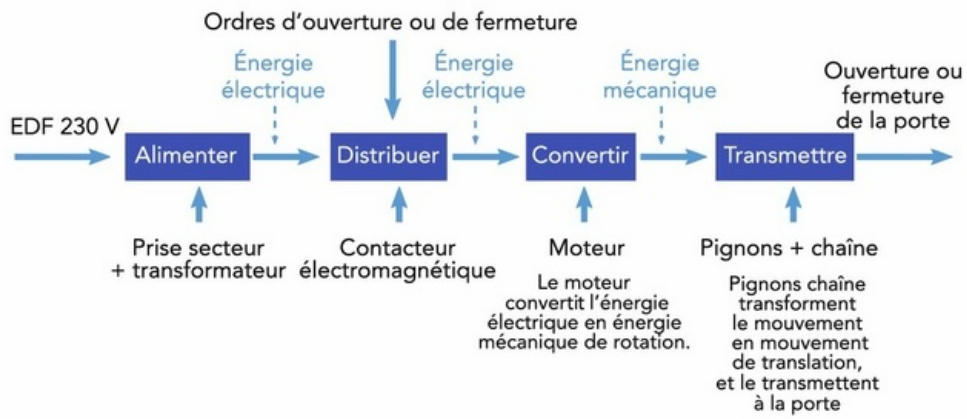 Ordres d'ouverture ou de fermeture
Énergie
électrique
Énergie
électrique
Énergie
mécanique
Ouverture ou
fermeture
de la porte
EDF 230 V
Alimenter
Distribuer
Convertir
Transmettre
Prise secteur
+ transformateur
Contacteur
électromagnétique
Moteur
Le moteur
convertit l'énergie
électrique en énergie
mécanique de rotation.
Pignons + chaîne
Pignons chaîne
transforment
le mouvement
en mouvement
de translation,
et le transmettent
à la porte